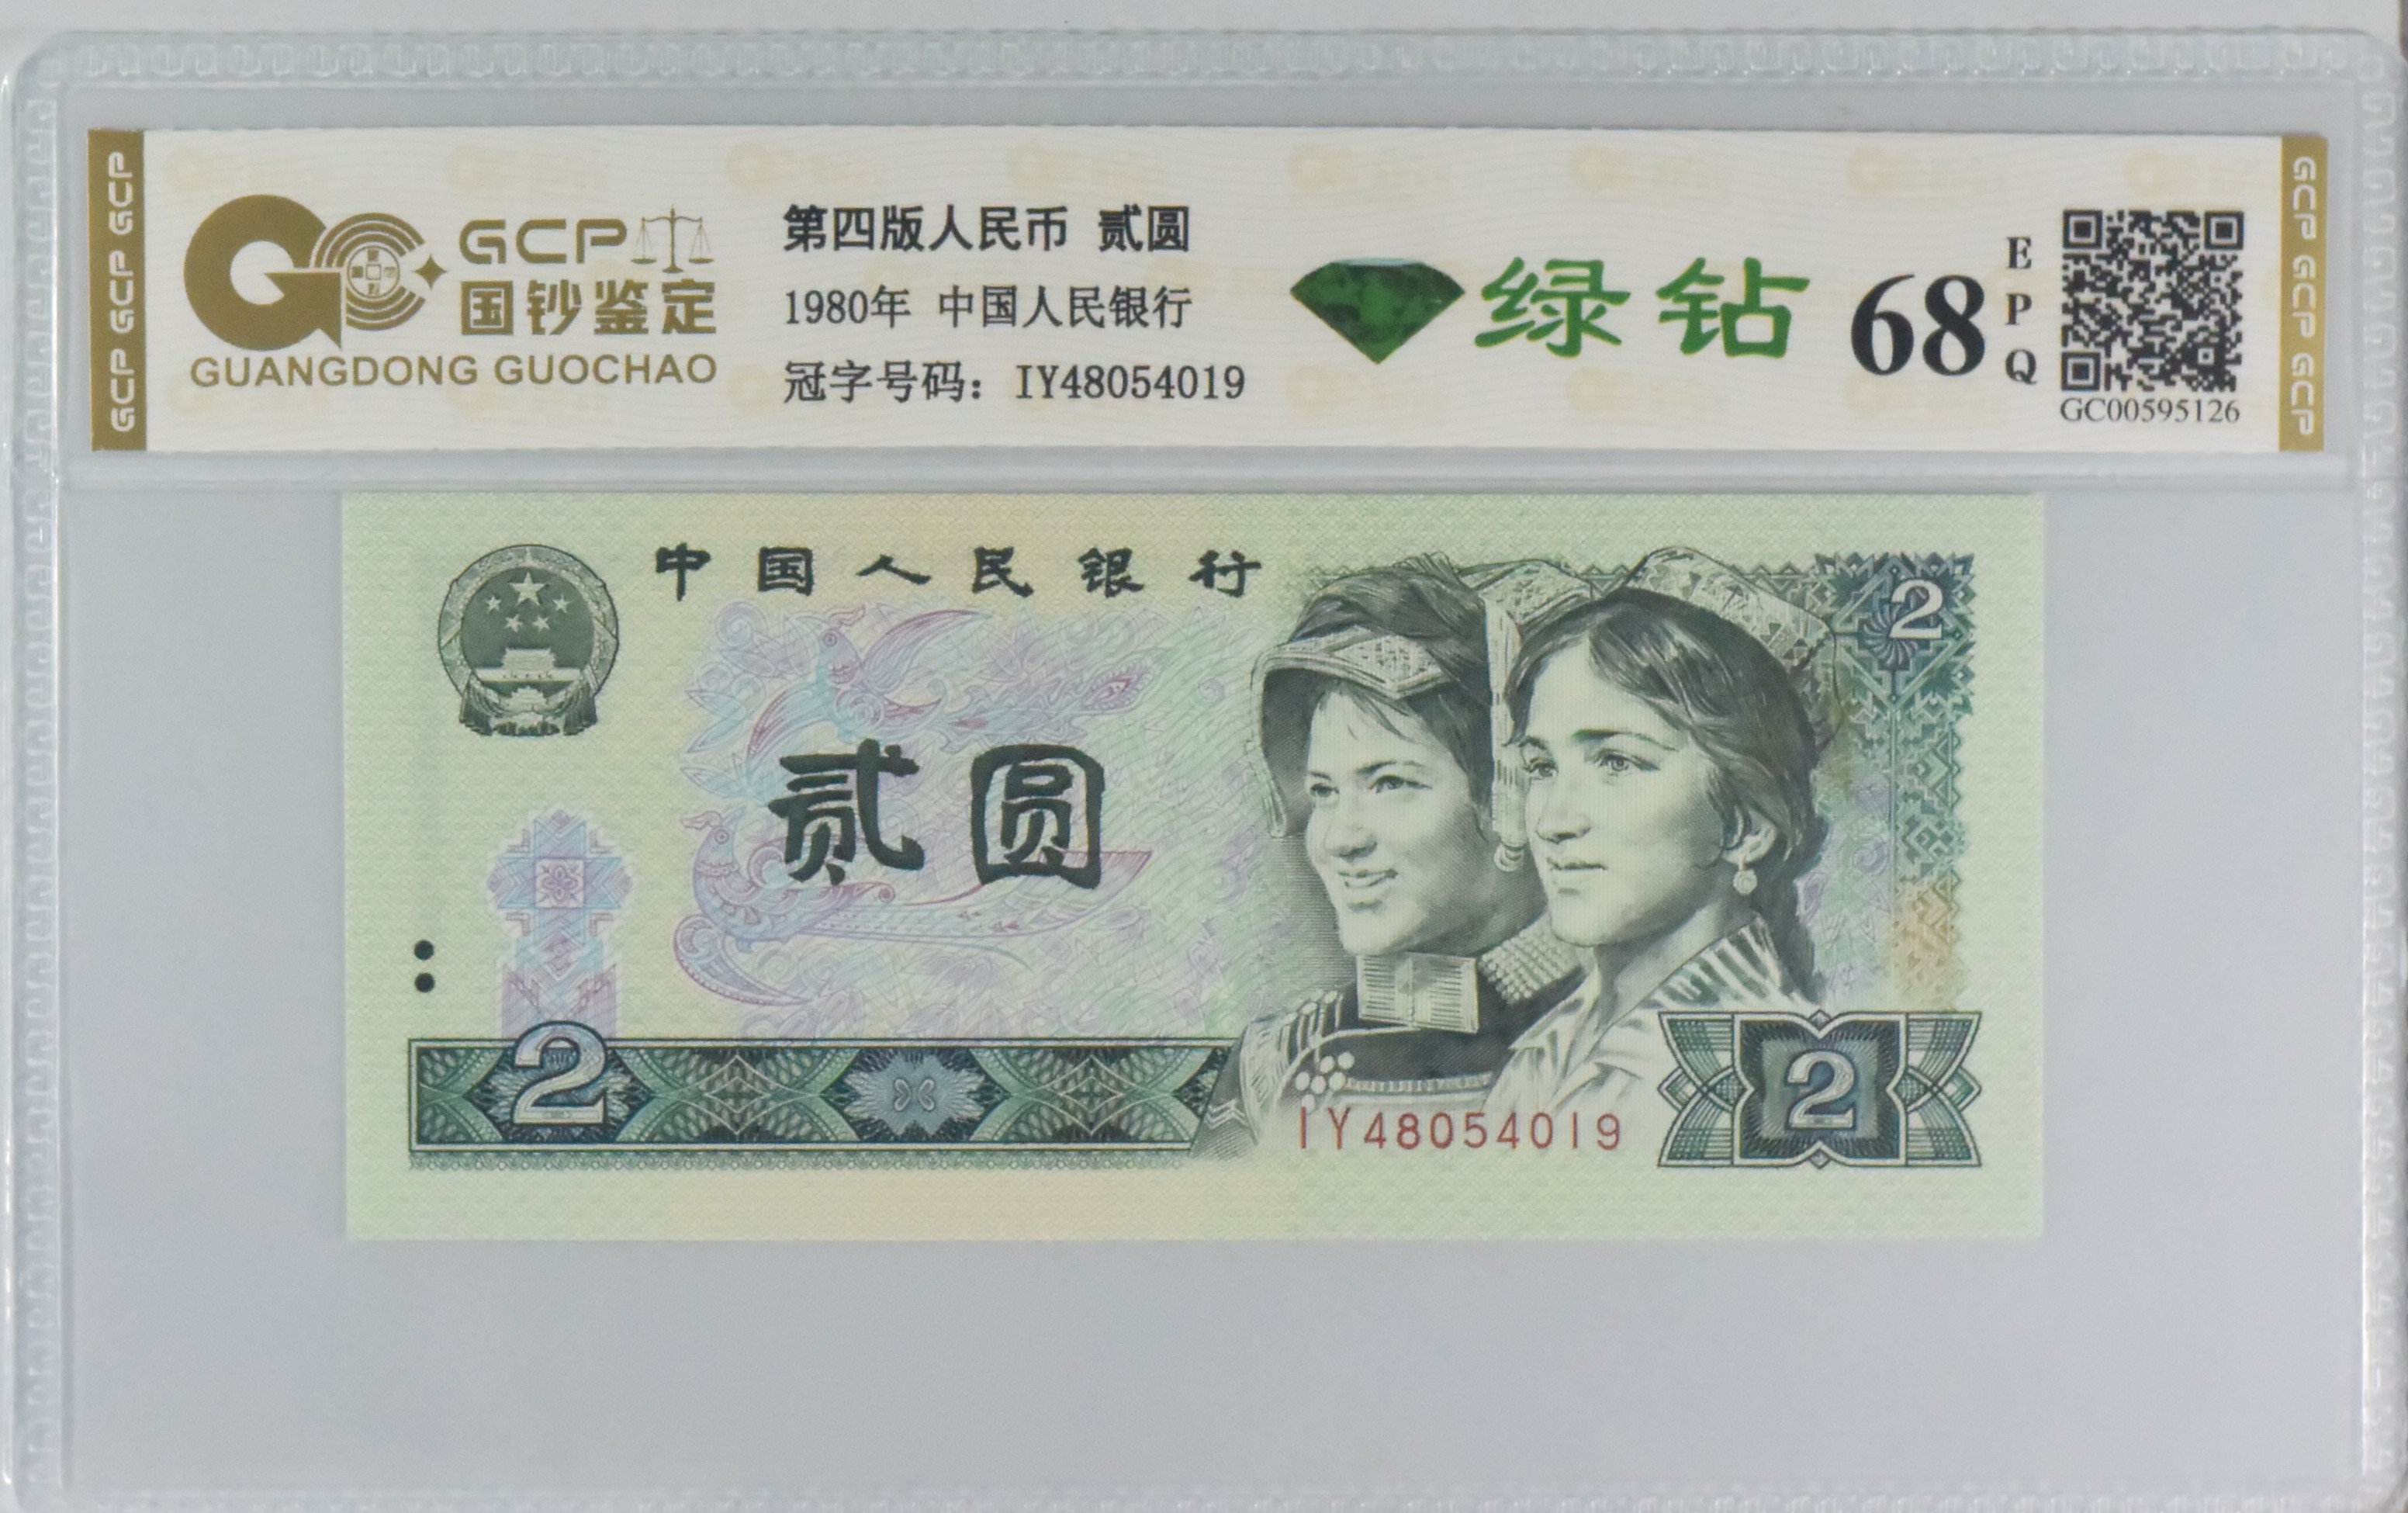 GCP GCP GCP
GCP
国钞鉴定
GUANGDONG GUOCHAO
第四版人民币 贰圆
1980年 中国人民银行
冠字号码：IY48054019
绿钻
68
EPQ
GC00595126
GCP GCP GCP
中国人民银行
2
贰圆
2
IY48054019
2